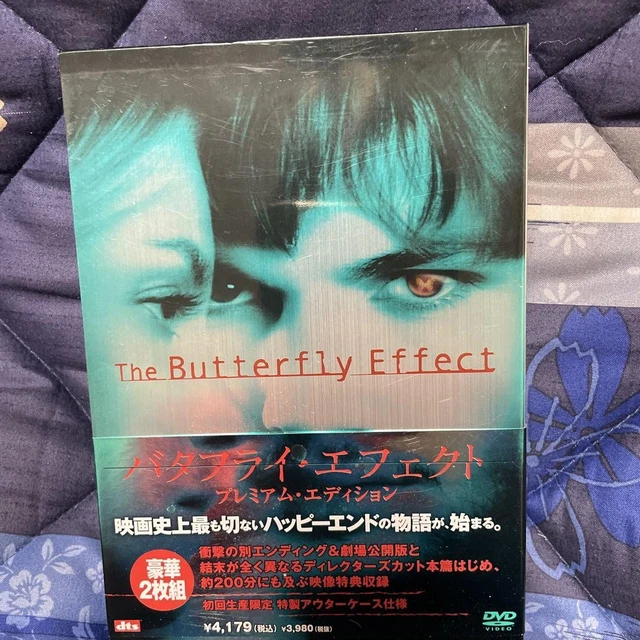 The Butterfly Effect
バタフライ・エフェクト
プレミアム・エディション
映画史上最も切ないハッピーエンドの物語が、始まる。
豪華
2枚組
衝撃の別エンディング&劇場公開版と
結末が全く異なるディレクターズカット本篇はじめ、
約200分にも及ぶ映像特典収録
初回生産限定 特製アウターケース仕様
dts
¥4,179(税込) ¥3,980(税抜)
DVD
VIDEO